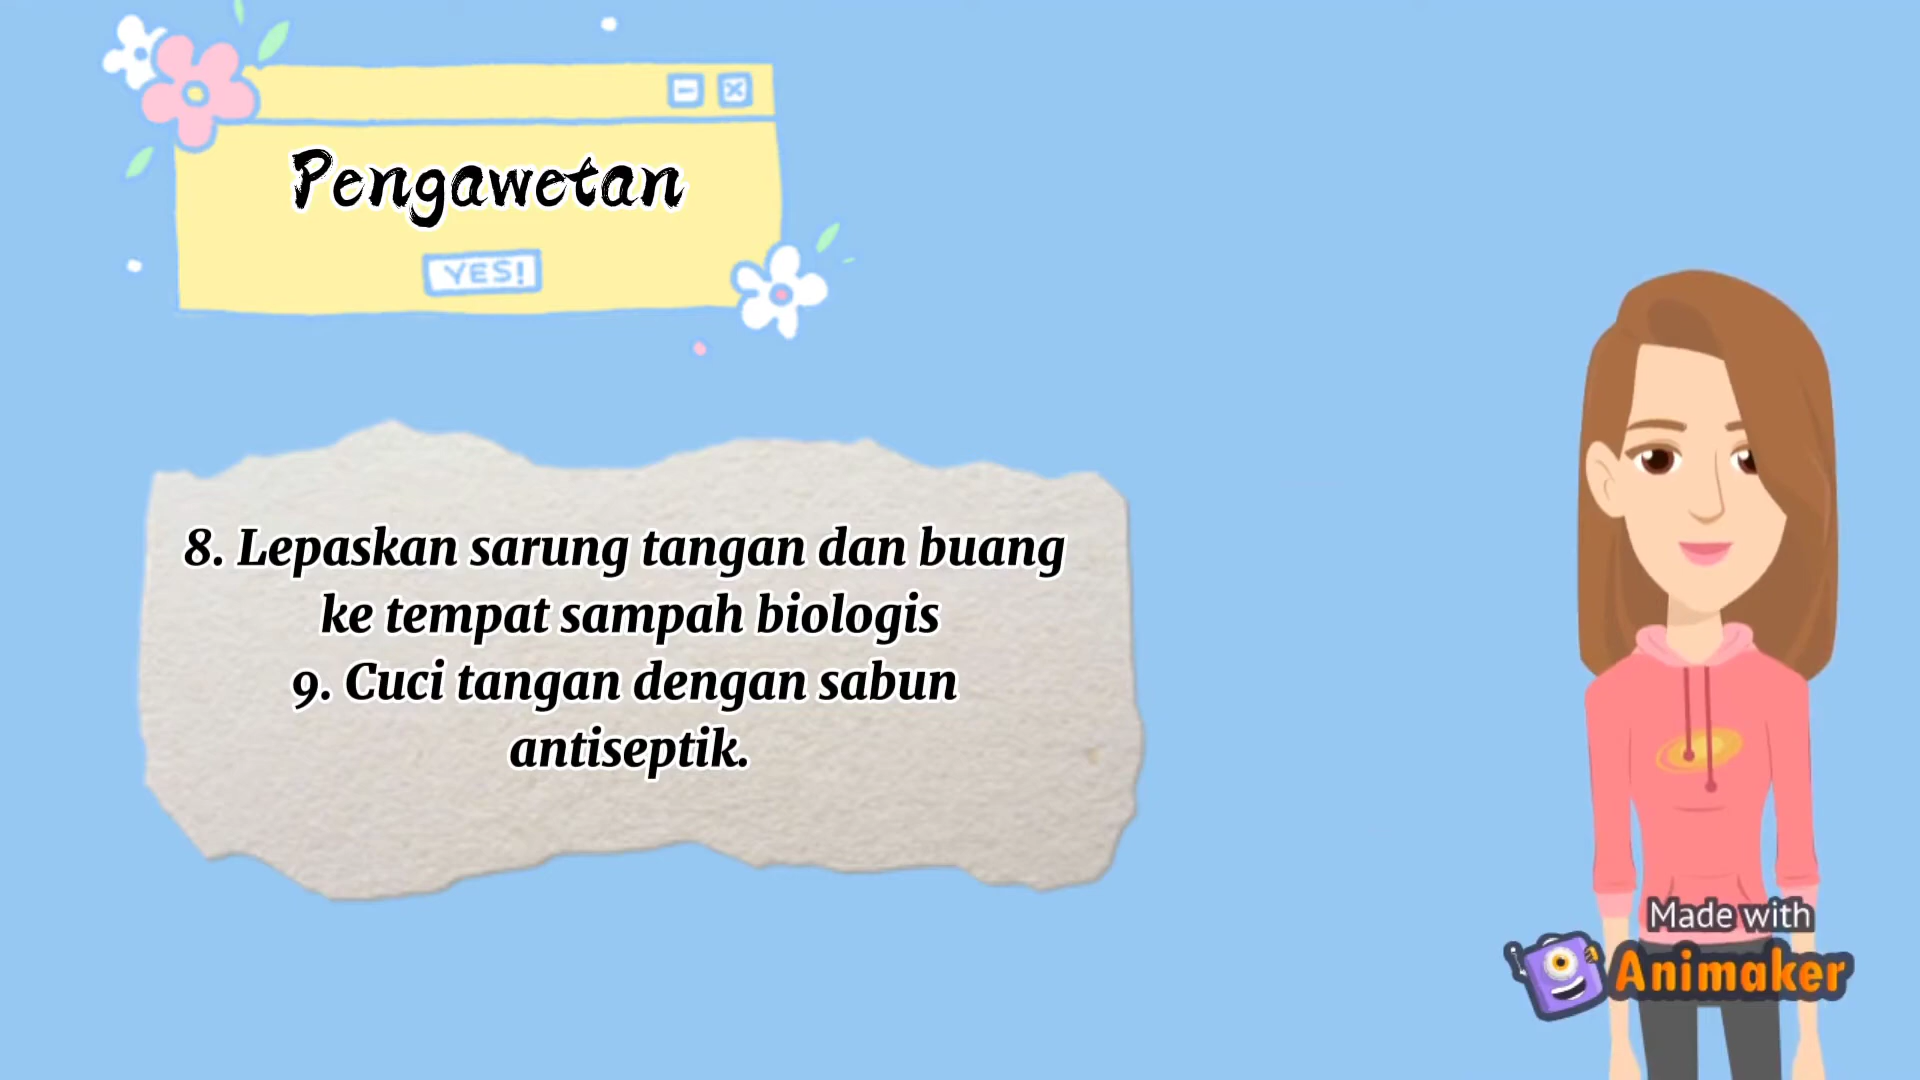 Pengawetan
YES!
8. Lepaskan sarung tangan dan buang
ke tempat sampah biologis
9. Cuci tangan dengan sabun
antiseptik.
Made with
Animaker